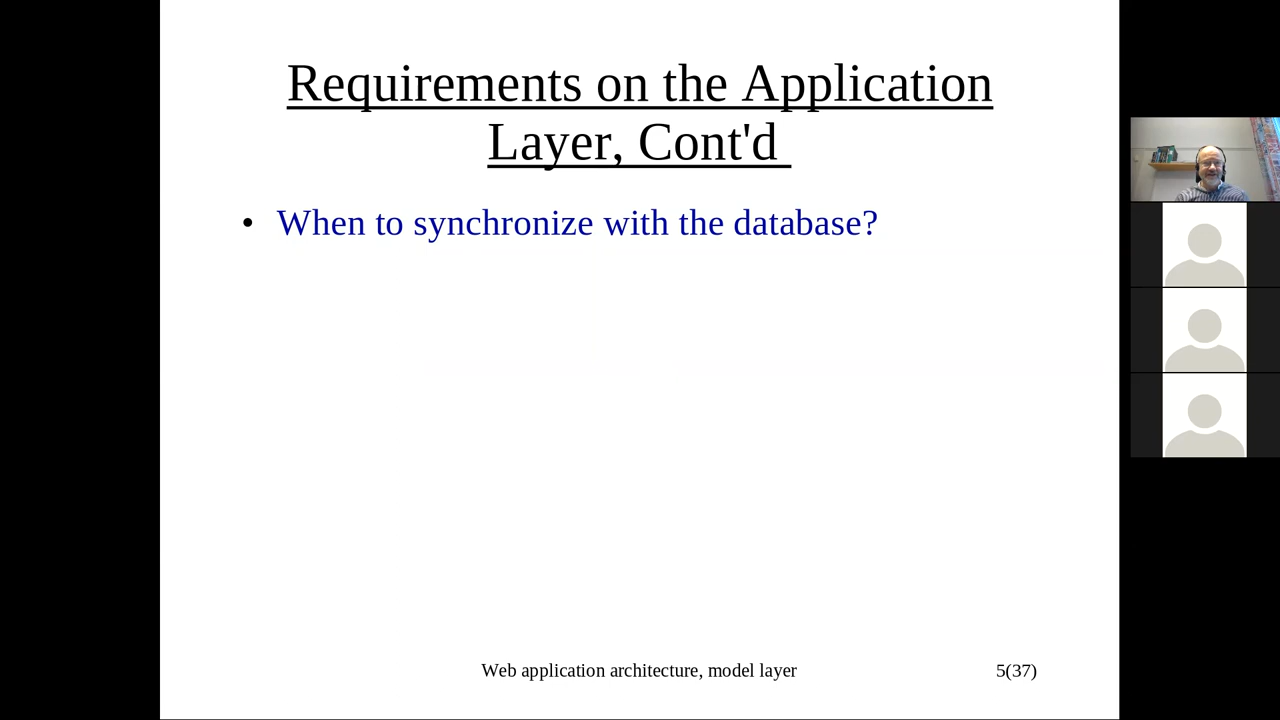 Requirements on the Application
Layer, Cont'd
• When to synchronize with the database?
Web application architecture, model layer
5(37)